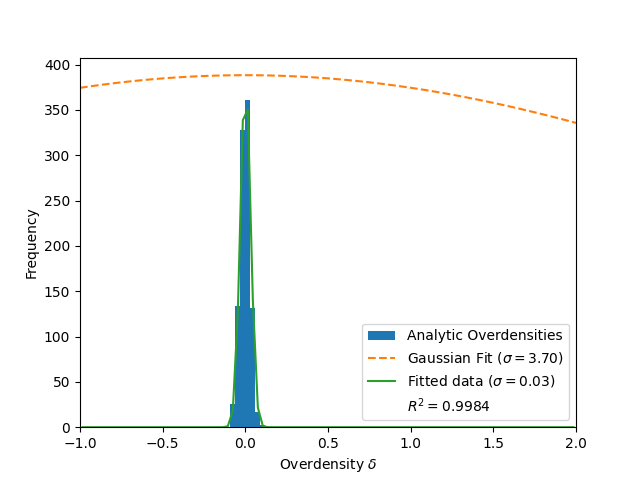 400
350
300
250
200
150
100
50
0
Frequency
−1.0 −0.5 0.0 0.5 1.0 1.5 2.0
Overdensity δ
Analytic Overdensities
Gaussian Fit (σ = 3.70)
Fitted data (σ = 0.03)
R² = 0.9984